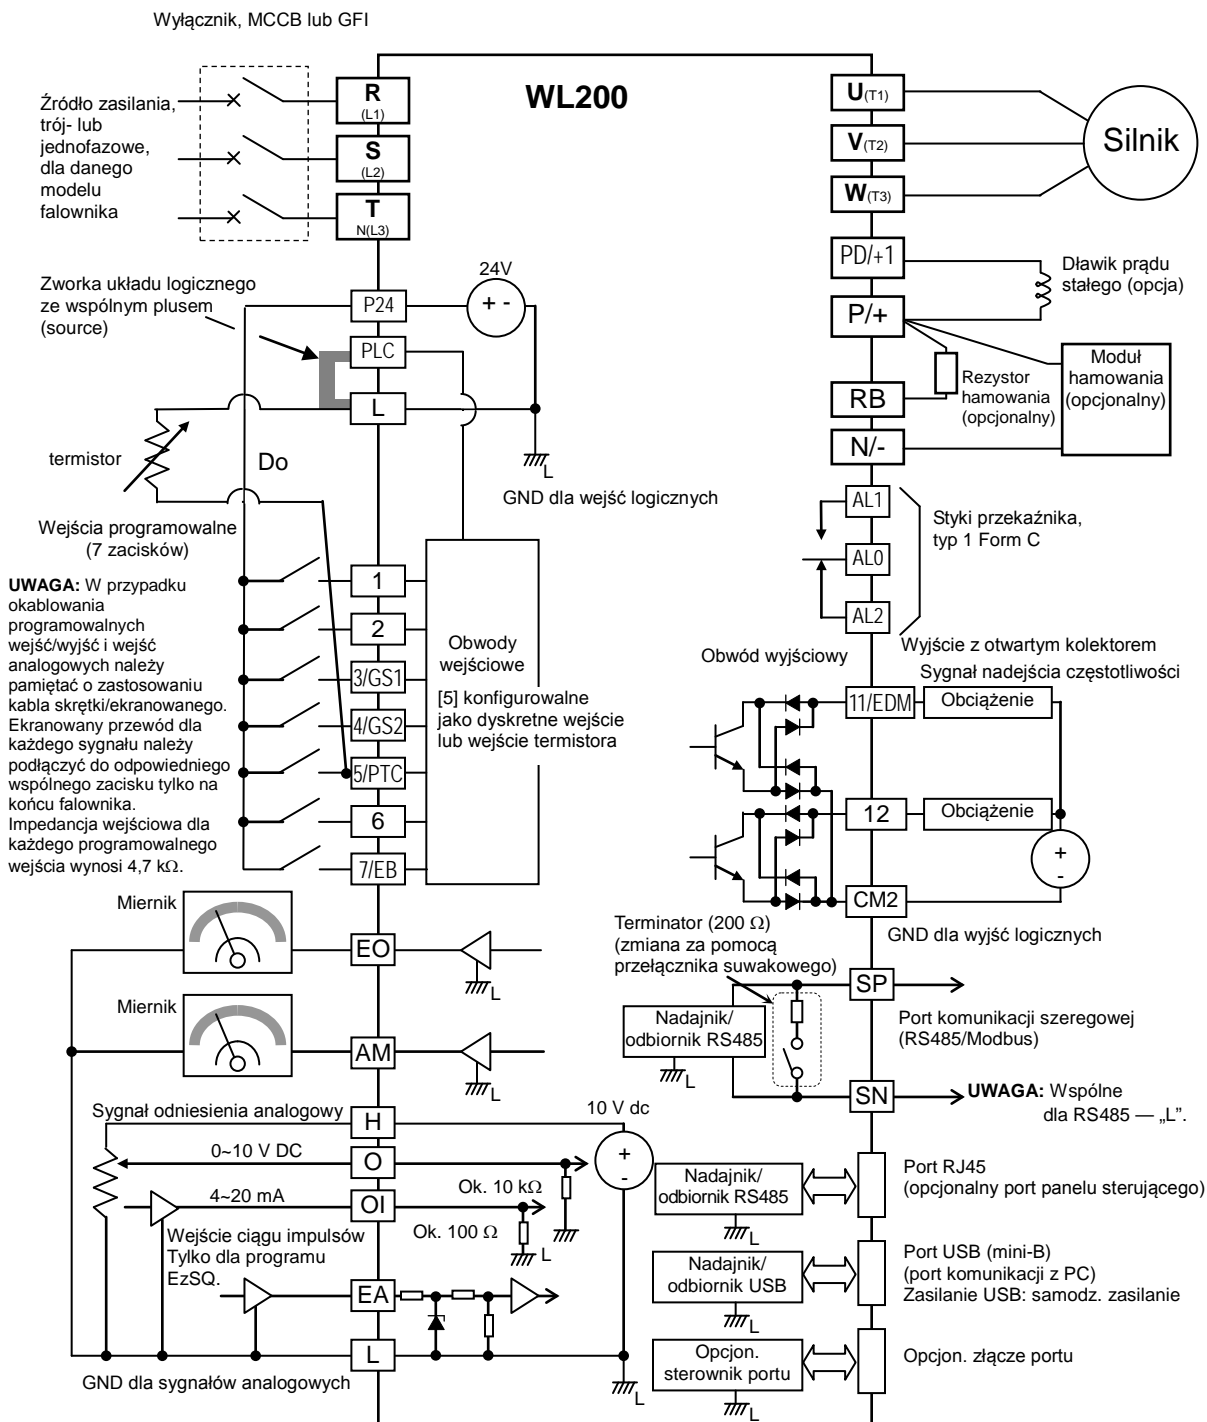 Wyłącznik, MCCB lub GFI
WL200
Źródło zasilania,
trój- lub
jednofazowe,
dla danego
modelu
falownika
R
(L1)
S
(L2)
T
N(L3)
U(T1)
V(T2)
W(T3)
Silnik
PD/+1
P/+
RB
N/-
Dławik prądu
stałego (opcja)
Rezystor
hamowania
(opcjonalny)
Moduł
hamowania
(opcjonalny)
Zworka układu logicznego
ze wspólnym plusem
(source)
24V
+ -
P24
PLC
L
L
termistor
Do
GND dla wejść logicznych
Wejścia programowalne
(7 zacisków)
UWAGA: W przypadku
okablowania
programowalnych
wejść/wyjść i wejść
analogowych należy
pamiętać o zastosowaniu
kabla skrętki/ekranowanego.
Ekranowany przewód dla
każdego sygnału należy
podłączyć do odpowiedniego
wspólnego zacisku tylko na
końcu falownika.
Impedancja wejściowa dla
każdego programowalnego
wejścia wynosi 4,7 kΩ.
1
2
3/GS1
4/GS2
5/PTC
6
7/EB
Obwody
wejściowe
[5] konfigurowalne
jako dyskretne wejście
lub wejście termistora
AL1
AL0
AL2
Styki przekaźnika,
typ 1 Form C
Wyjście z otwartym kolektorem
Obwód wyjściowy
Sygnał nadejścia częstotliwości
11/EDM
Obciążenie
12
Obciążenie
+
-
CM2
GND dla wyjść logicznych
Miernik
EO
L
Miernik
AM
L
Terminator (200 Ω)
(zmiana za pomocą
przełącznika suwakowego)
Nadajnik/
odbiornik RS485
L
SP
SN
Port komunikacji szeregowej
(RS485/Modbus)
UWAGA: Wspólne
dla RS485 — „L”.
Sygnał odniesienia analogowy
H
10 V dc
+
-
0~10 V DC
O
Ok. 10 kΩ
4~20 mA
OI
Ok. 100 Ω
L
Wejście ciągu impulsów
Tylko dla programu
EzSQ.
EA
L
GND dla sygnałów analogowych
L
Nadajnik/
odbiornik RS485
L
Port RJ45
(opcjonalny port panelu sterującego)
Nadajnik/
odbiornik USB
L
Port USB (mini-B)
(port komunikacji z PC)
Zasilanie USB: samodz. zasilanie
Opcjon.
sterownik portu
L
Opcjon. złącze portu